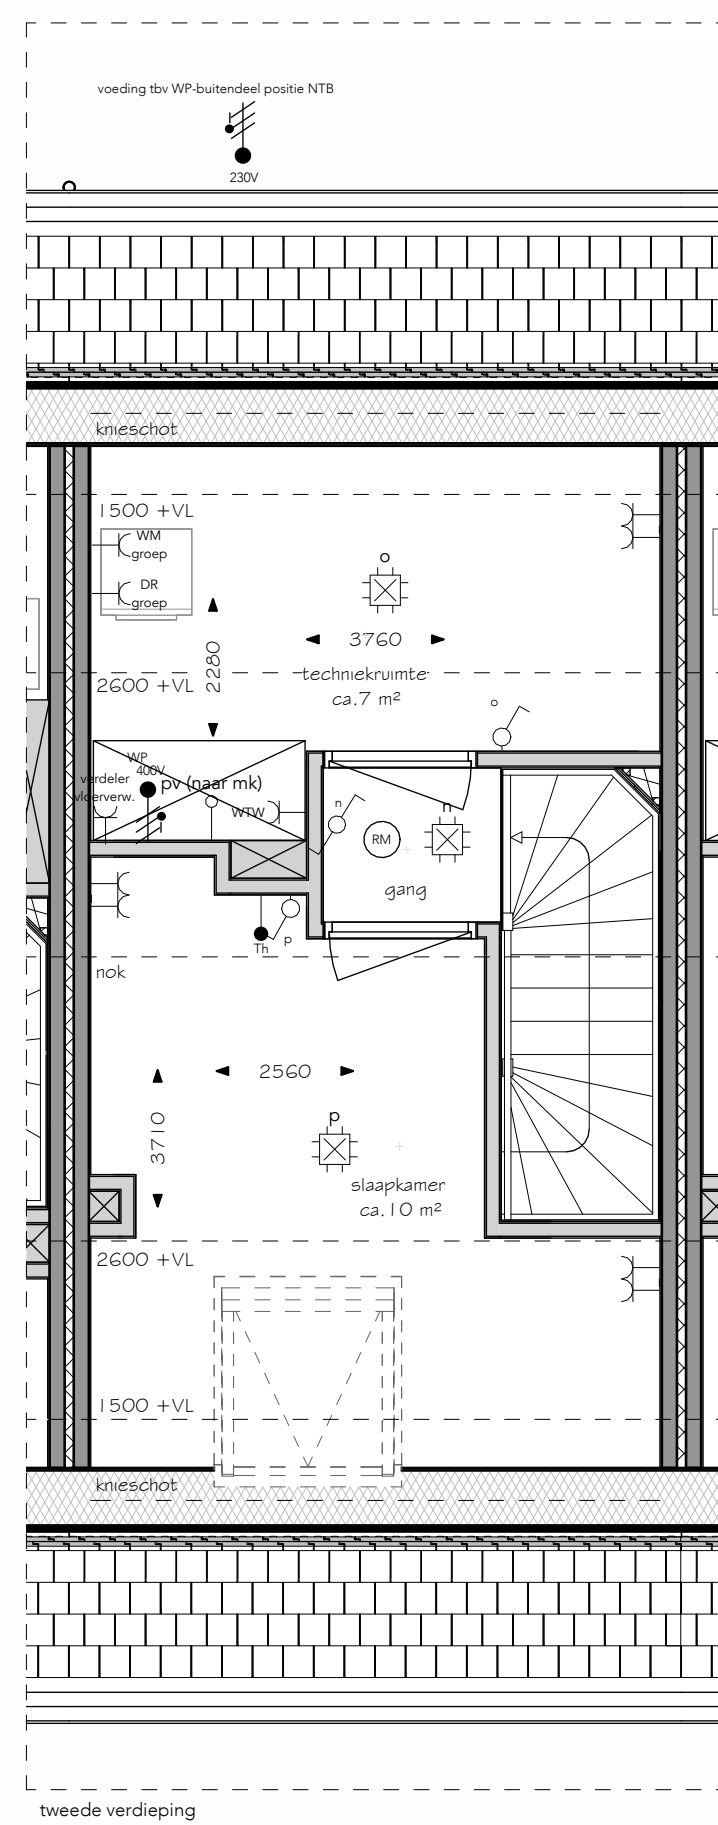 voeding tbv WP-buitendeel positie NTB
230V
knieschot
1500 +VL
WM
groep
DR
groep
o
3760
2280
2600 +VL
techniekruimte
ca.7 m²
o
WP
400V
verdeler
vloerverw.
pv (naar mk)
WTW
n
n
RM
gang
Th
p
nok
2560
3710
p
slaapkamer
ca.10 m²
2600 +VL
1500 +VL
knieschot
tweede verdieping